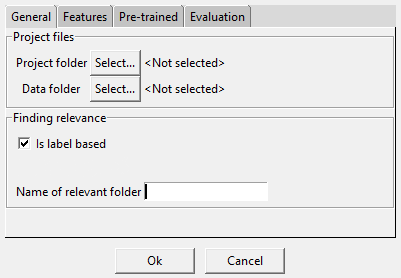 General Features Pre-trained Evaluation
Project files
Project folder Select... <Not selected>
Data folder Select... <Not selected>
Finding relevance
Is label based
Name of relevant folder
Ok Cancel